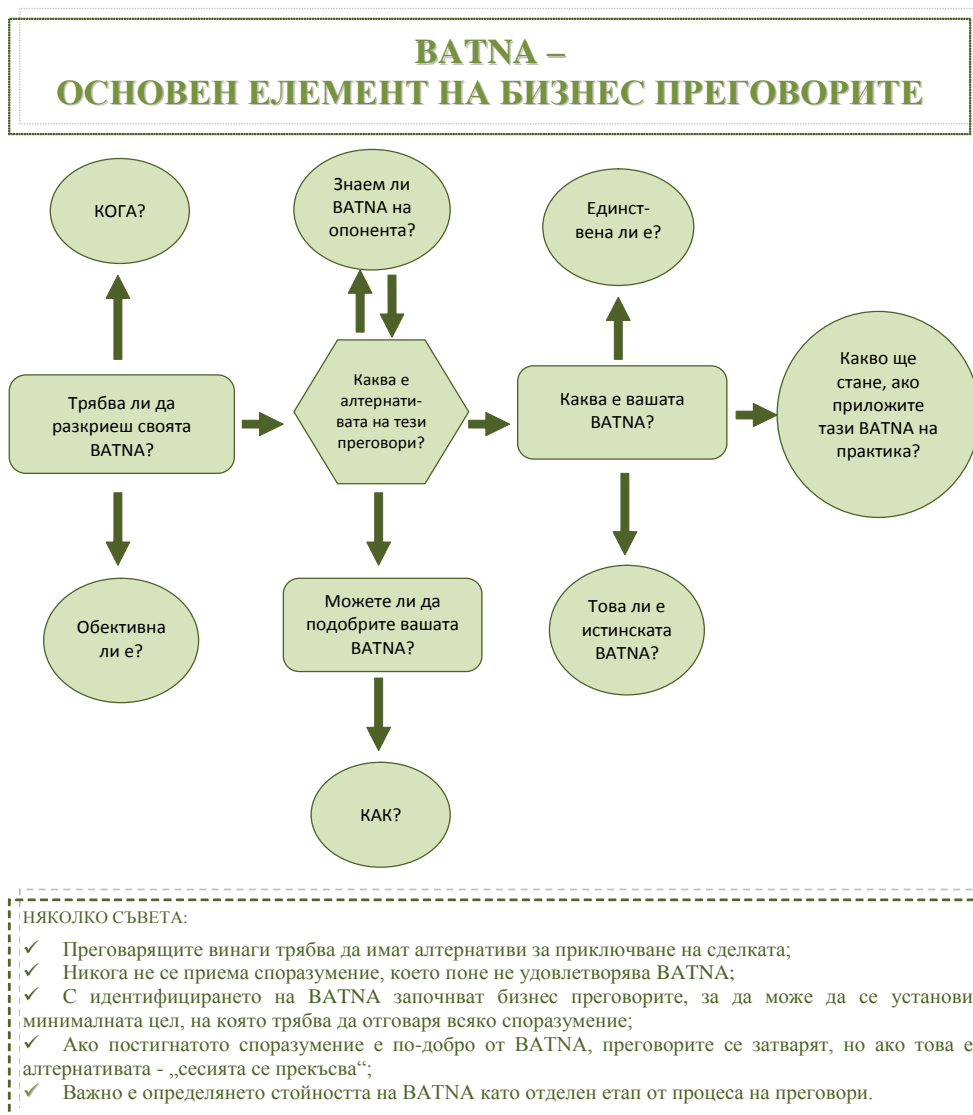 BATNA –
ОСНОВЕН ЕЛЕМЕНТ НА БИЗНЕС ПРЕГОВОРИТЕ
КОГА?
Знаем ли
BATNA на
опонента?
Единст-
вена ли е?
Трябва ли да
разкриеш своята
BATNA?
Каква е
алтернати-
вата на тези
преговори?
Каква е вашата
BATNA?
Какво ще
стане, ако
приложите
тази BATNA на
практика?
Обективна
ли е?
Можете ли да
подобрите вашата
BATNA?
Това ли е
истинската
BATNA?
КАК?
НЯКОЛКО СЪВЕТА:
✓ Преговарящите винаги трябва да имат алтернативи за приключване на сделката;
✓ Никога не се приема споразумение, което поне не удовлетворява BATNA;
✓ С идентифицирането на BATNA започнват бизнес преговорите, за да може да се установи
минималната цел, на която трябва да отговаря всяко споразумение;
✓ Ако постигнатото споразумение е по-добро от BATNA, преговорите се затварят, но ако това е
алтернативата - „сесията се прекъсва“;
✓ Важно е определянето стойността на BATNA като отделен етап от процеса на преговори.